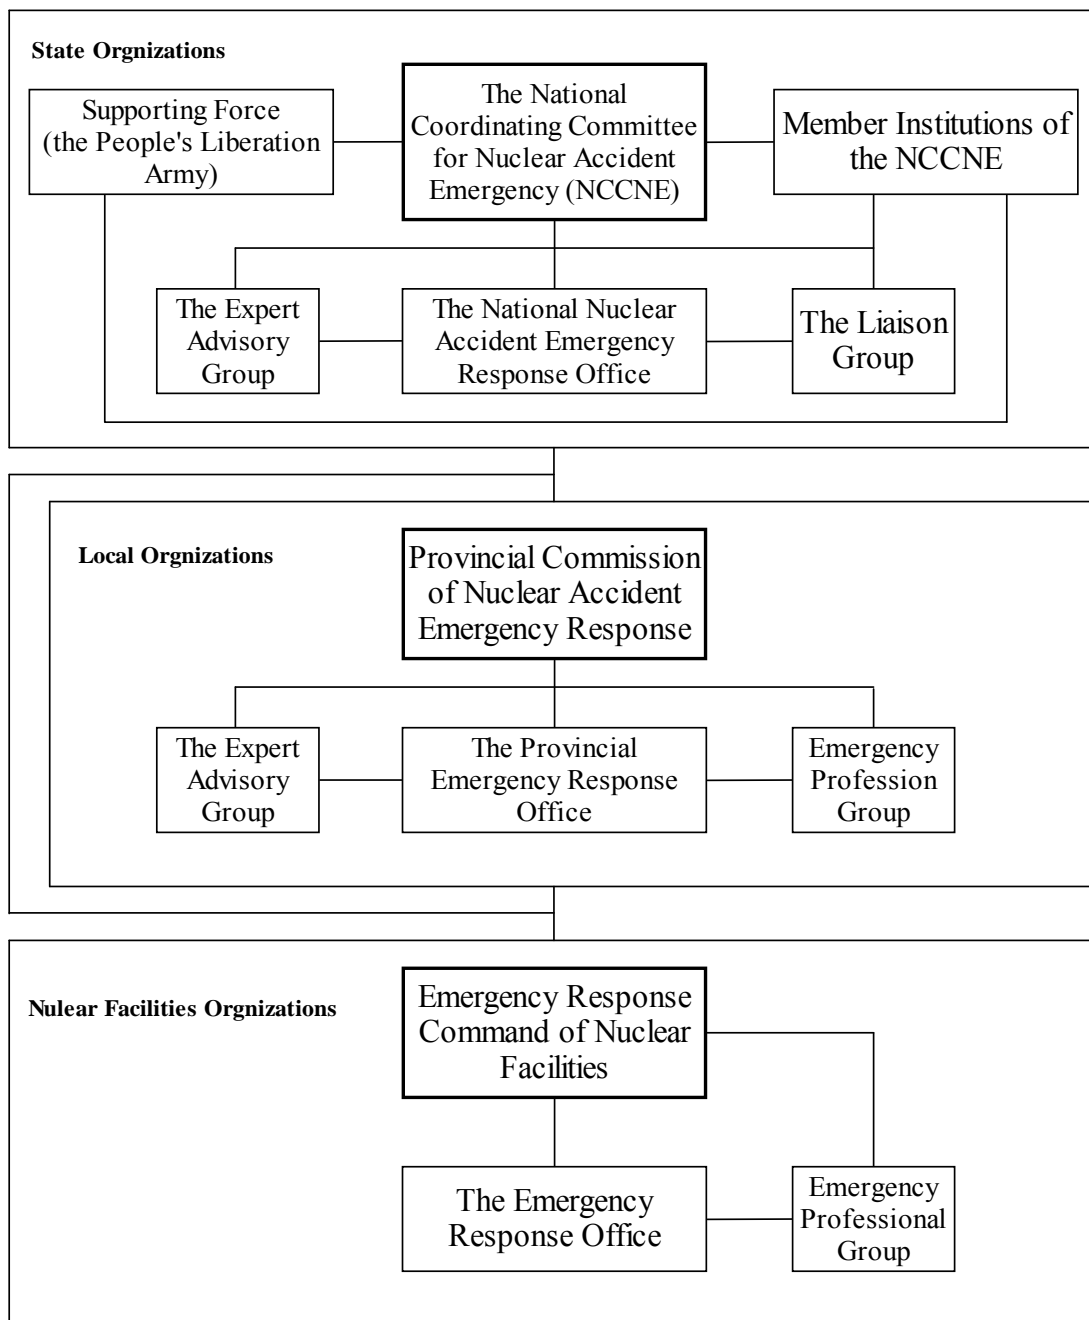 State Orgnizations
Supporting Force
(the People's Liberation
Army)
The National
Coordinating Committee
for Nuclear Accident
Emergency (NCCNE)
Member Institutions of
the NCCNE
The Expert
Advisory
Group
The National Nuclear
Accident Emergency
Response Office
The Liaison
Group
Local Orgnizations
Provincial Commission
of Nuclear Accident
Emergency Response
The Expert
Advisory
Group
The Provincial
Emergency Response
Office
Emergency
Profession
Group
Nulear Facilities Orgnizations
Emergency Response
Command of Nuclear
Facilities
The Emergency
Response Office
Emergency
Professional
Group